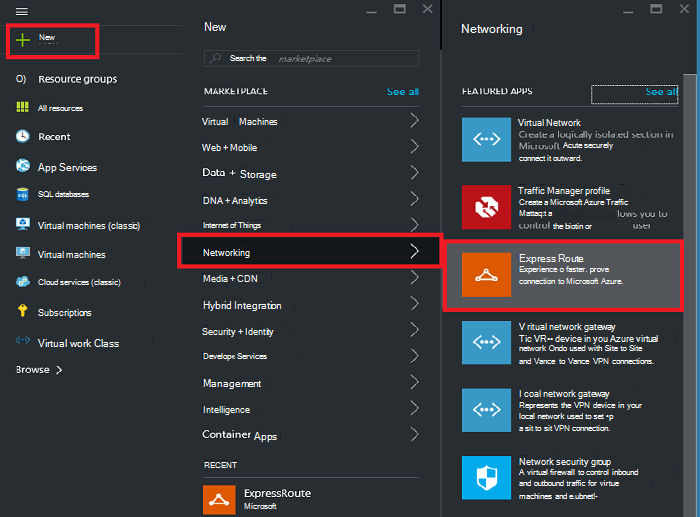 New
Resource groups
All resources
Recent
App Services
SQL databases
Virtual machines (classic)
Virtual machines
Cloud services (classic)
Subscriptions
Virtual work Class
Browse >
New
Search the marketplace
MARKETPLACE See all
Virtual Machines
Web + Mobile
Data + Storage
DNA + Analytics
Internet of Things
Networking
Media + CDN
Hybrid Integration
Security + Identity
Develop« Services
Management
Intelligence
Container Apps
RECENT
ExpressRoute
Microsoft
Networking
FEATURED APPS See all
Virtual Network
Create a logically isolated section in
Microsoft Acute securely
connect it outward.
Traffic Manager profile
Create a Microsoft Azure Traffic
Mattaq:t a lows you to
control the biotin or user
Express Route
Experience o faster. prove
connection to Microsoft Azure.
V ritual network gateway
Tic VR-- device in you Azure virtual
network Ondo used with Site to Site
and Vance to Vance VPN connections.
I coal network gateway
Represents the VPN device in your
local network used to set +p
a sit to sit VPN connection.
Network security group
A virtual firewall to control inbound
and outbound traffic for virtue
machines and e.ubnet!-